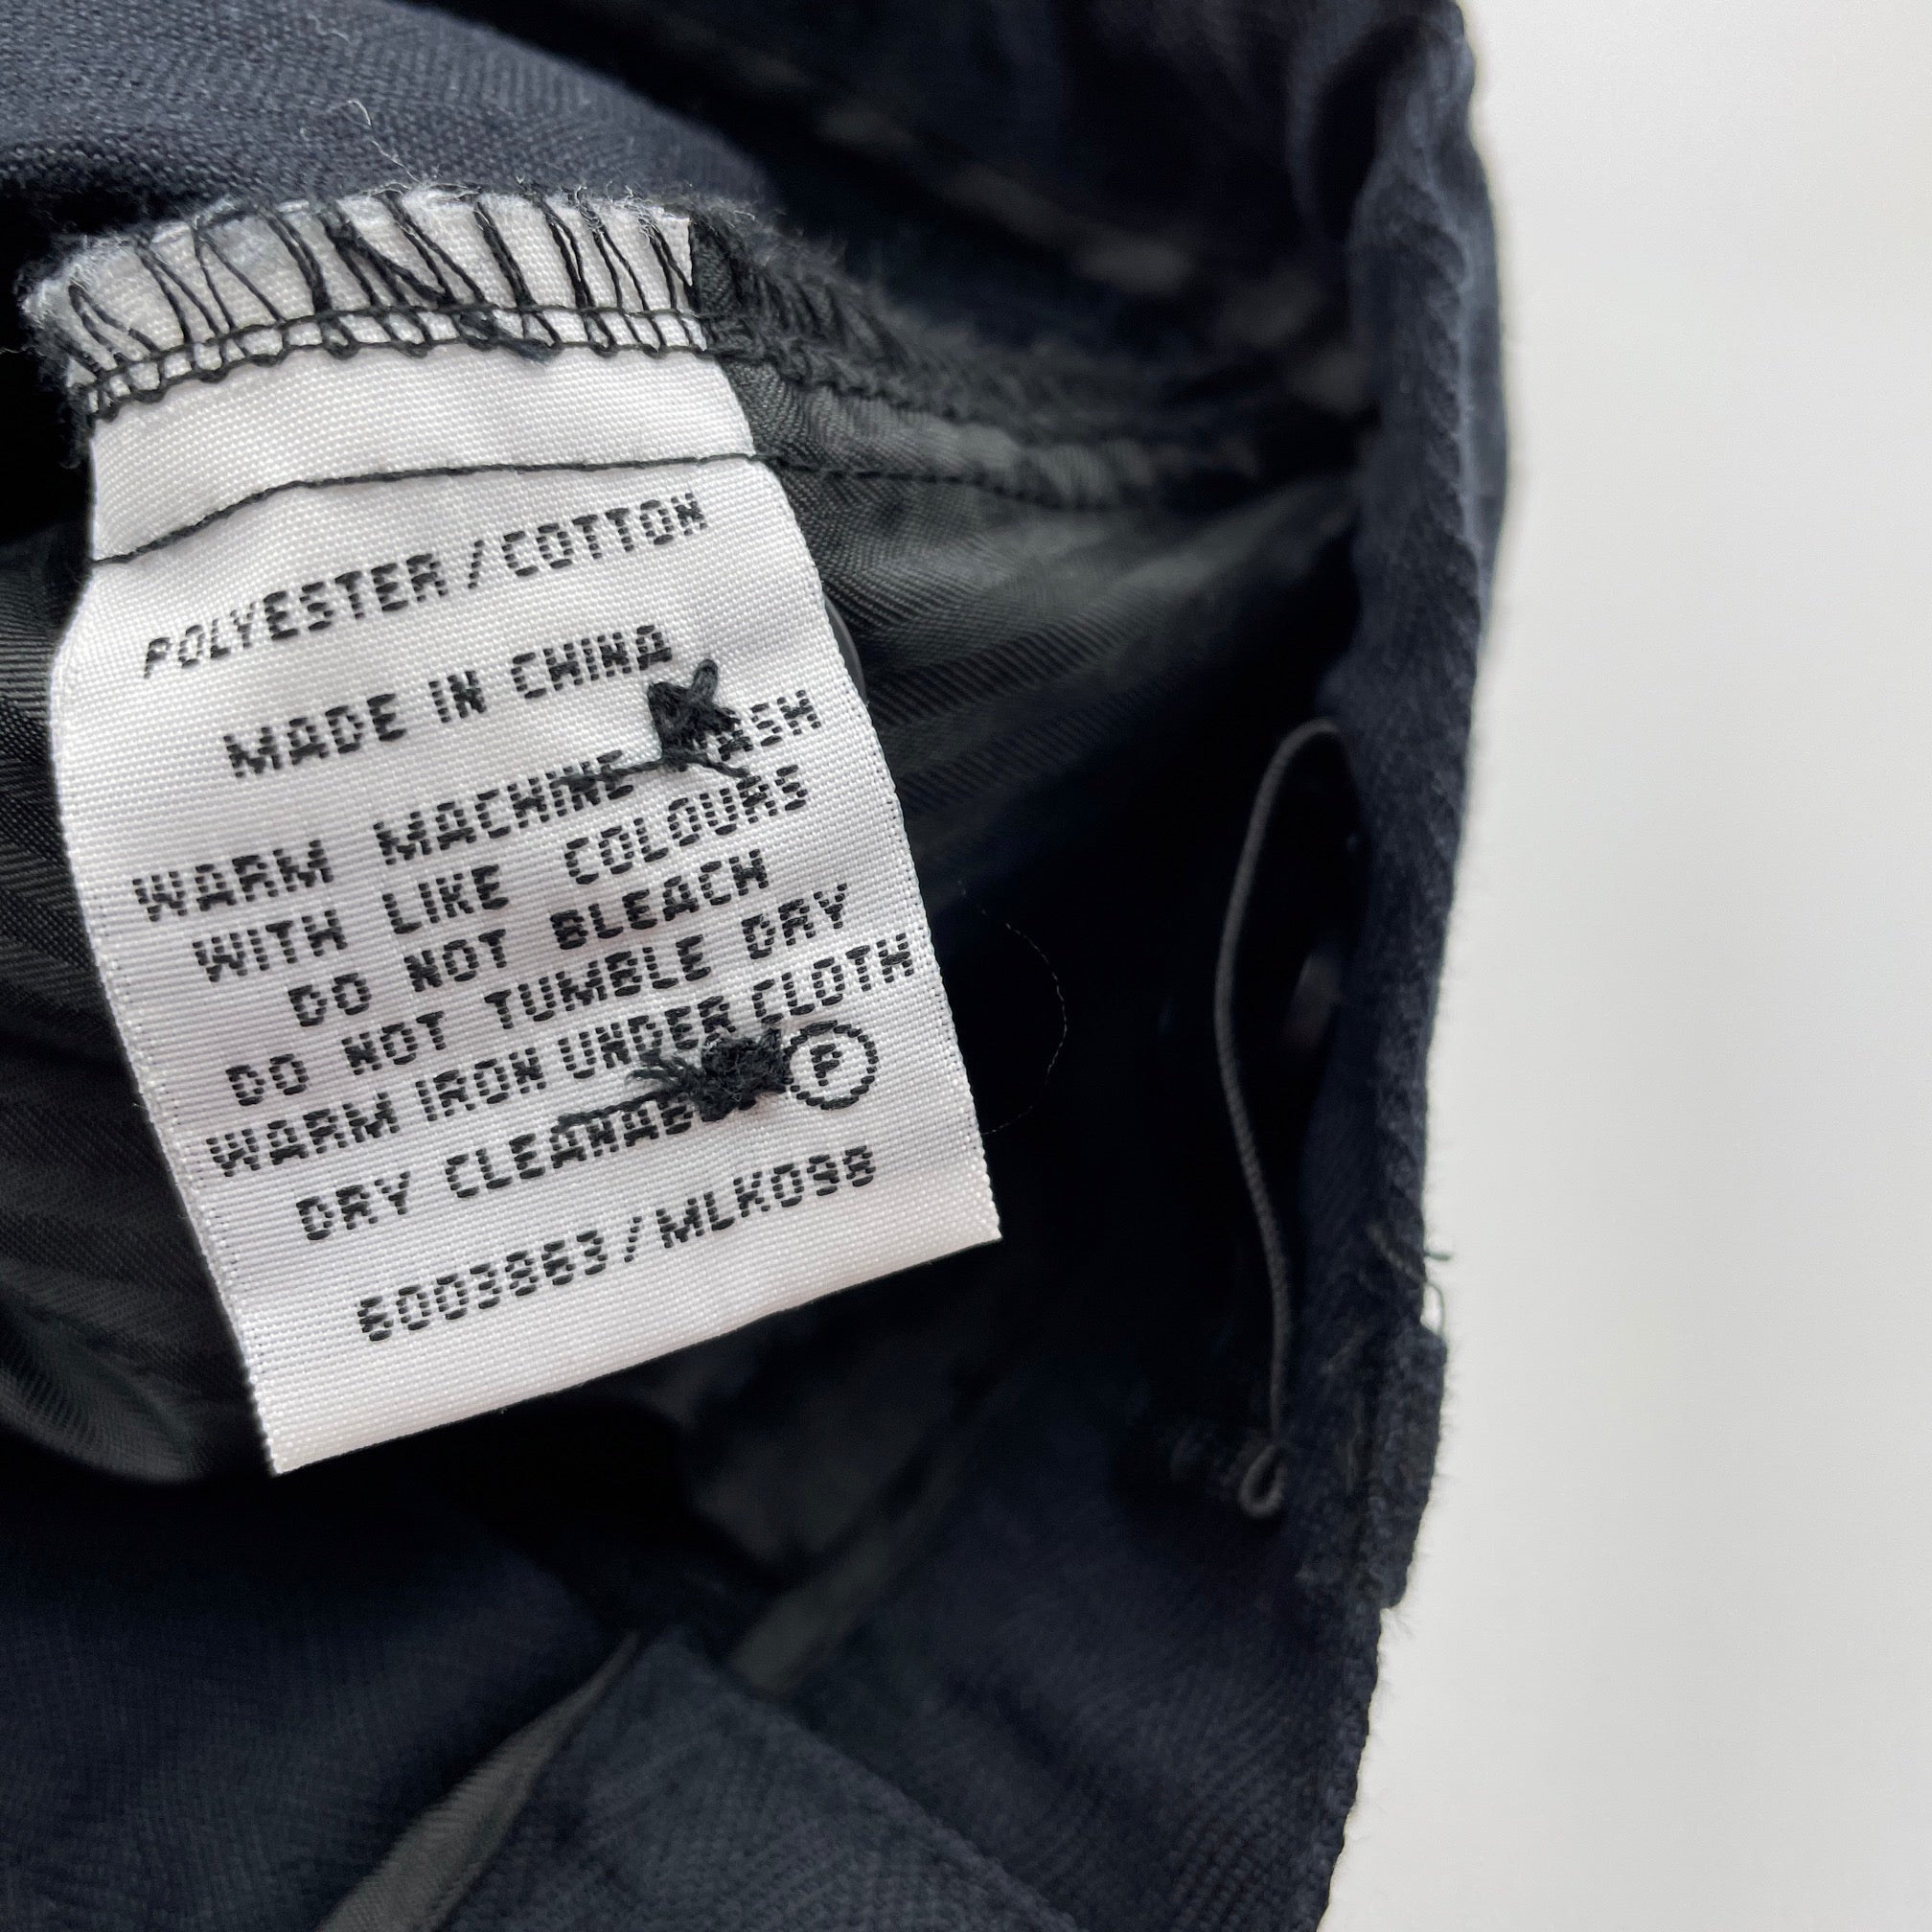 POLYESTER/COTTON
MADE IN CHINA
WARM MACHINE WASH
WITH LIKE COLOURS
DO NOT BLEACH
DO NOT TUMBLE DRY
WARM IRON UNDER CLOTH
DRY CLEANABLE P
6003863/MLK098